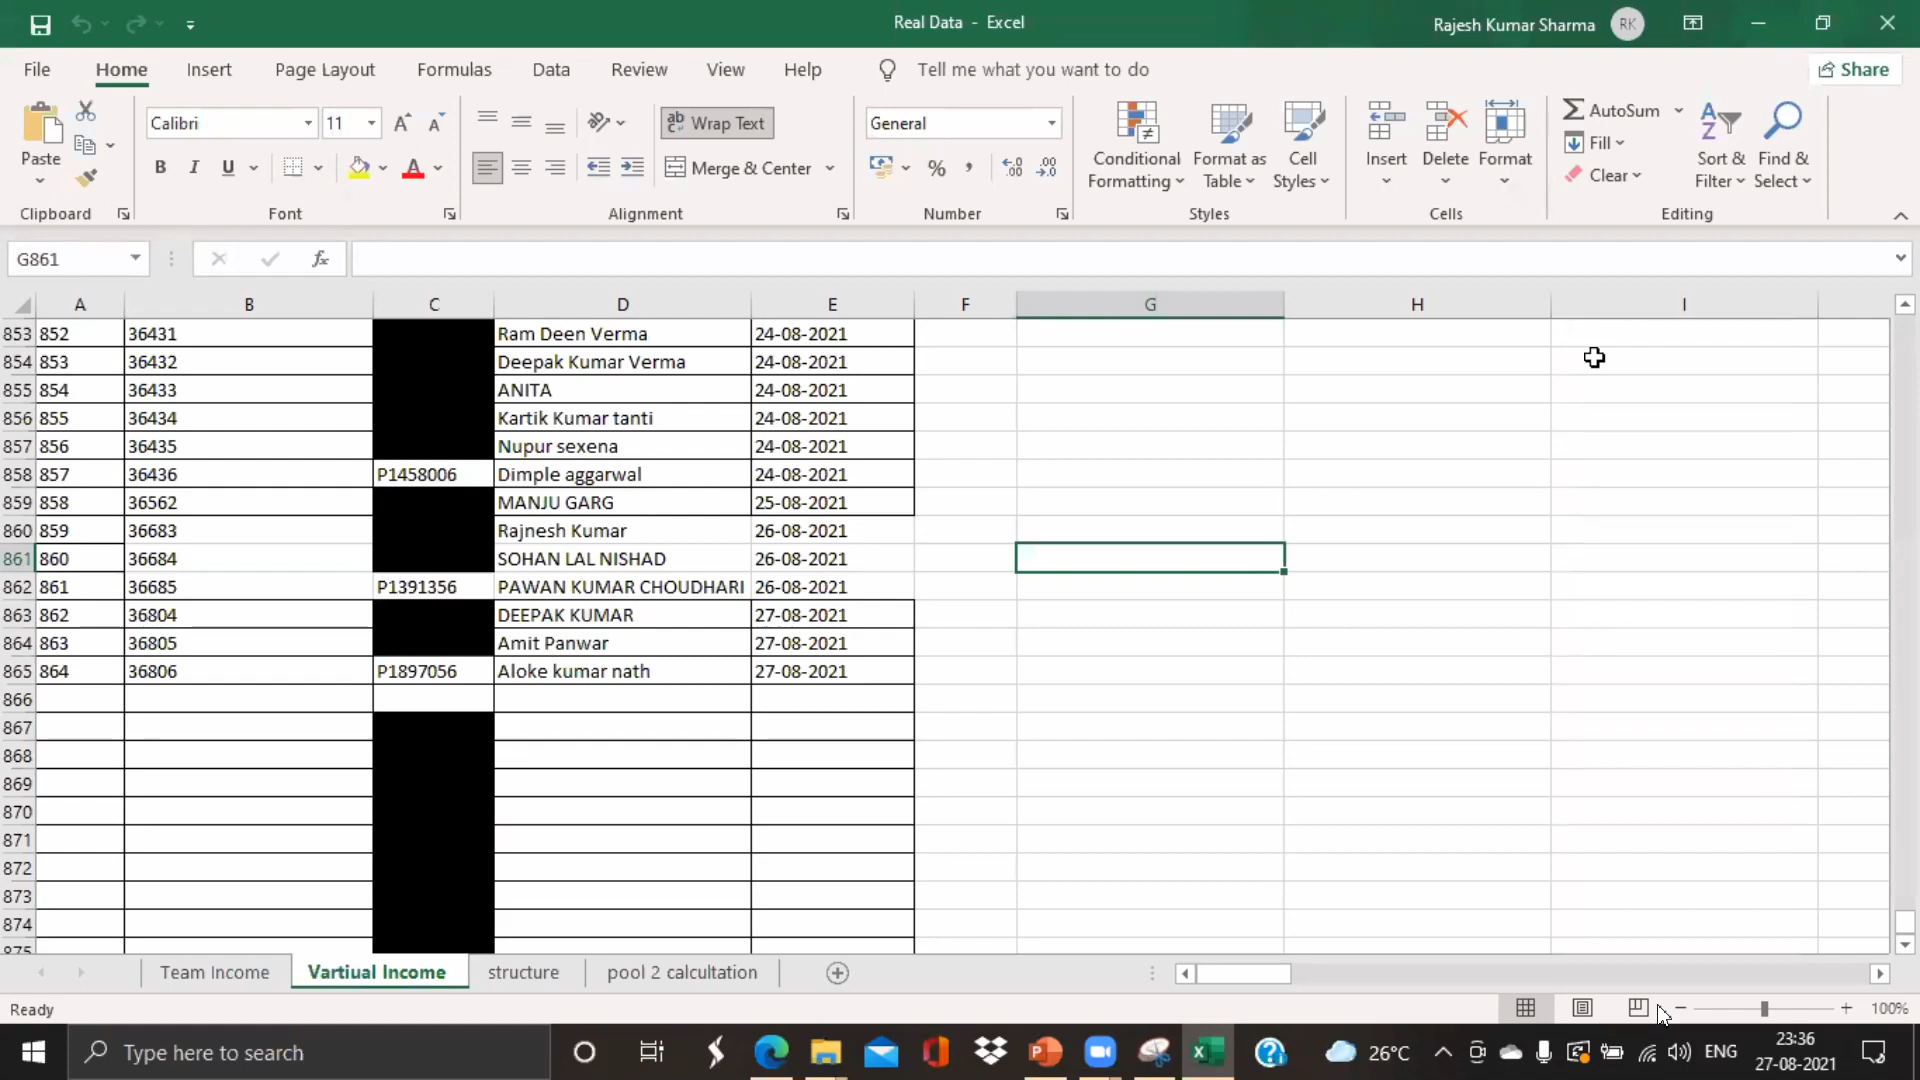 Real Data - Excel
Rajesh Kumar Sharma RK
File Home Insert Page Layout Formulas Data Review View Help Tell me what you want to do Share
Paste
Clipboard
Calibri 11
B I U
Font
Wrap Text
Merge & Center
Alignment
General
Number
Conditional Formatting
Format as Table
Cell Styles
Styles
Insert
Delete
Format
Cells
AutoSum
Fill
Clear
Sort & Filter
Find & Select
Editing
G861 fx
A B C D E F G H I
853 852 36431 Ram Deen Verma 24-08-2021
854 853 36432 Deepak Kumar Verma 24-08-2021
855 854 36433 ANITA 24-08-2021
856 855 36434 Kartik Kumar tanti 24-08-2021
857 856 36435 Nupur sexena 24-08-2021
858 857 36436 P1458006 Dimple aggarwal 24-08-2021
859 858 36562 MANJU GARG 25-08-2021
860 859 36683 Rajnesh Kumar 26-08-2021
861 860 36684 SOHAN LAL NISHAD 26-08-2021
862 861 36685 P1391356 PAWAN KUMAR CHOUDHARI 26-08-2021
863 862 36804 DEEPAK KUMAR 27-08-2021
864 863 36805 Amit Panwar 27-08-2021
865 864 36806 P1897056 Aloke kumar nath 27-08-2021
866
867
868
869
870
871
872
873
874
875
Team Income Vartiual Income structure pool 2 calcultation
Ready
100%
Type here to search
26°C
ENG
23:36
27-08-2021